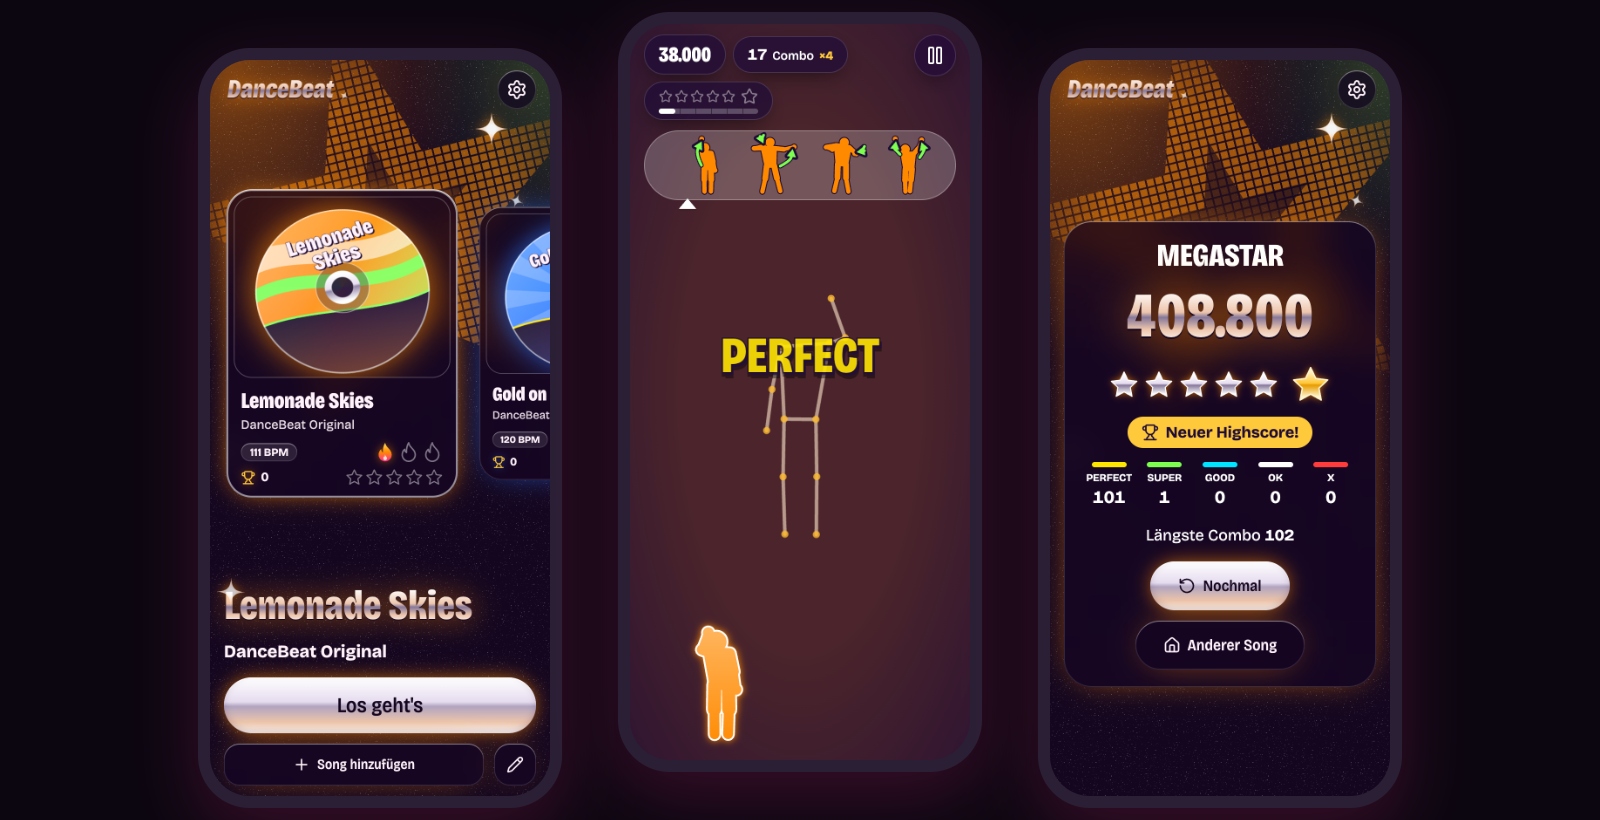 DanceBeat
Lemonade
Skies
Lemonade Skies
DanceBeat Original
111 BPM
0
Go
Gold on
DanceBeat
120 BPM
0
Lemonade Skies
DanceBeat Original
Los geht's
Song hinzufügen
38.000
17 Combo ×4
PERFECT
DanceBeat
MEGASTAR
408.800
Neuer Highscore!
PERFECT SUPER GOOD OK X
101 1 0 0 0
Längste Combo 102
Nochmal
Anderer Song